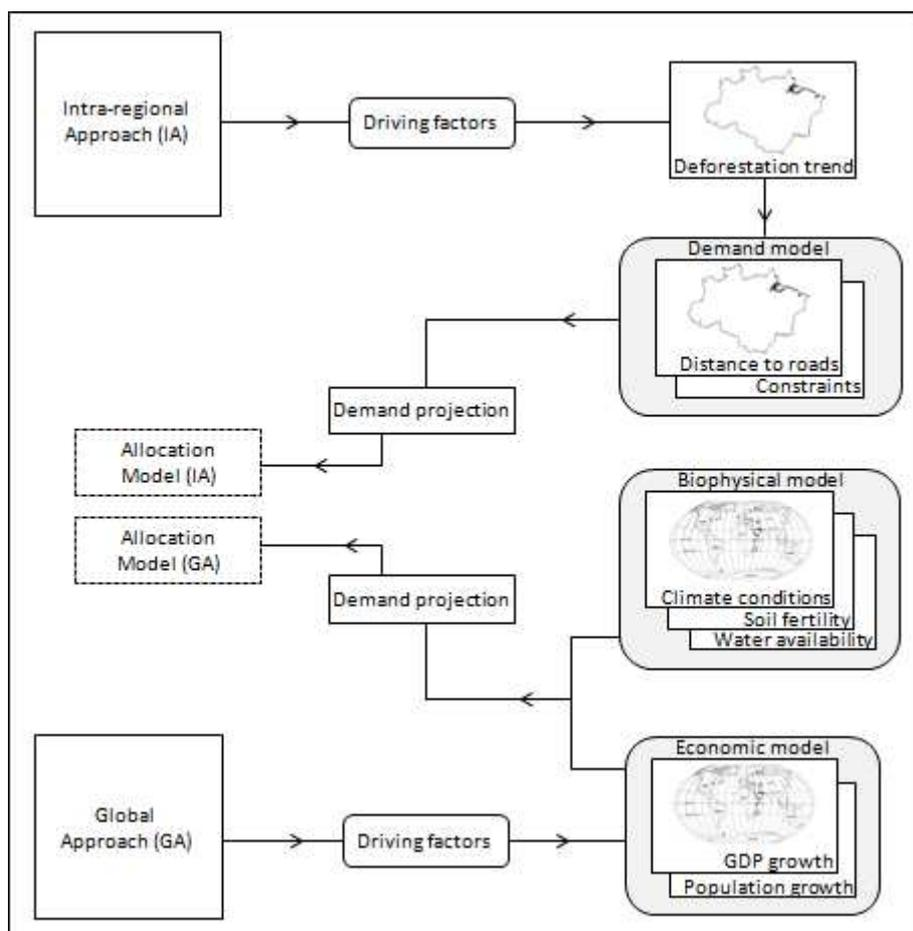 Intra-regional
Approach (IA)
Driving factors
Deforestation trend
Demand model
Distance to roads
Constraints
Demand projection
Allocation
Model (IA)
Allocation
Model (GA)
Demand projection
Biophysical model
Climate conditions
Soil fertility
Water availability
Economic model
GDP growth
Population growth
Global
Approach (GA)
Driving factors